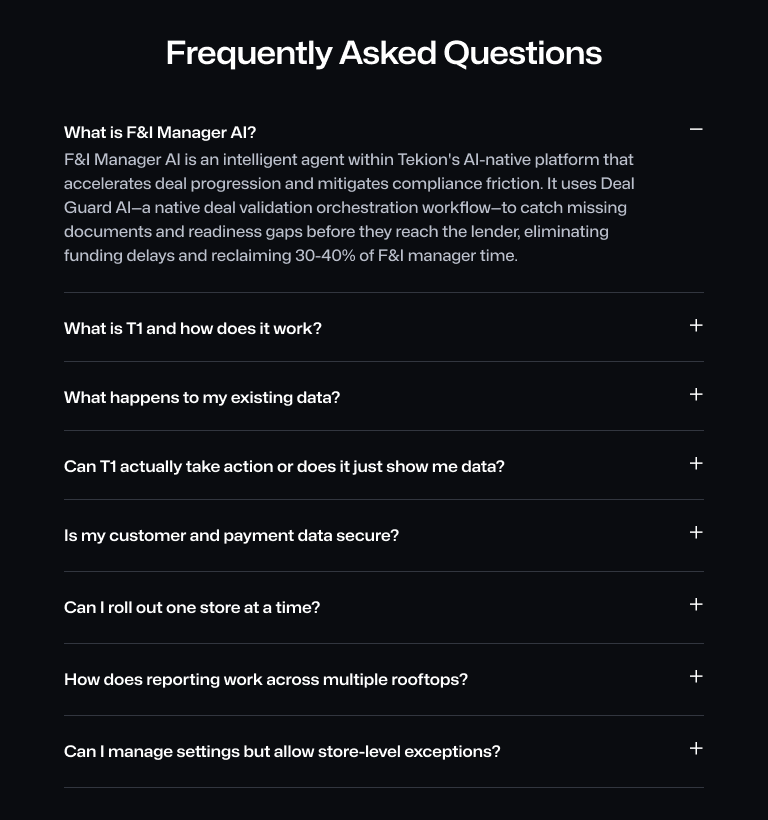 Frequently Asked Questions
What is F&I Manager AI?
F&I Manager AI is an intelligent agent within Tekion's AI-native platform that
accelerates deal progression and mitigates compliance friction. It uses Deal
Guard AI—a native deal validation orchestration workflow—to catch missing
documents and readiness gaps before they reach the lender, eliminating
funding delays and reclaiming 30-40% of F&I manager time.
What is T1 and how does it work?
What happens to my existing data?
Can T1 actually take action or does it just show me data?
Is my customer and payment data secure?
Can I roll out one store at a time?
How does reporting work across multiple rooftops?
Can I manage settings but allow store-level exceptions?